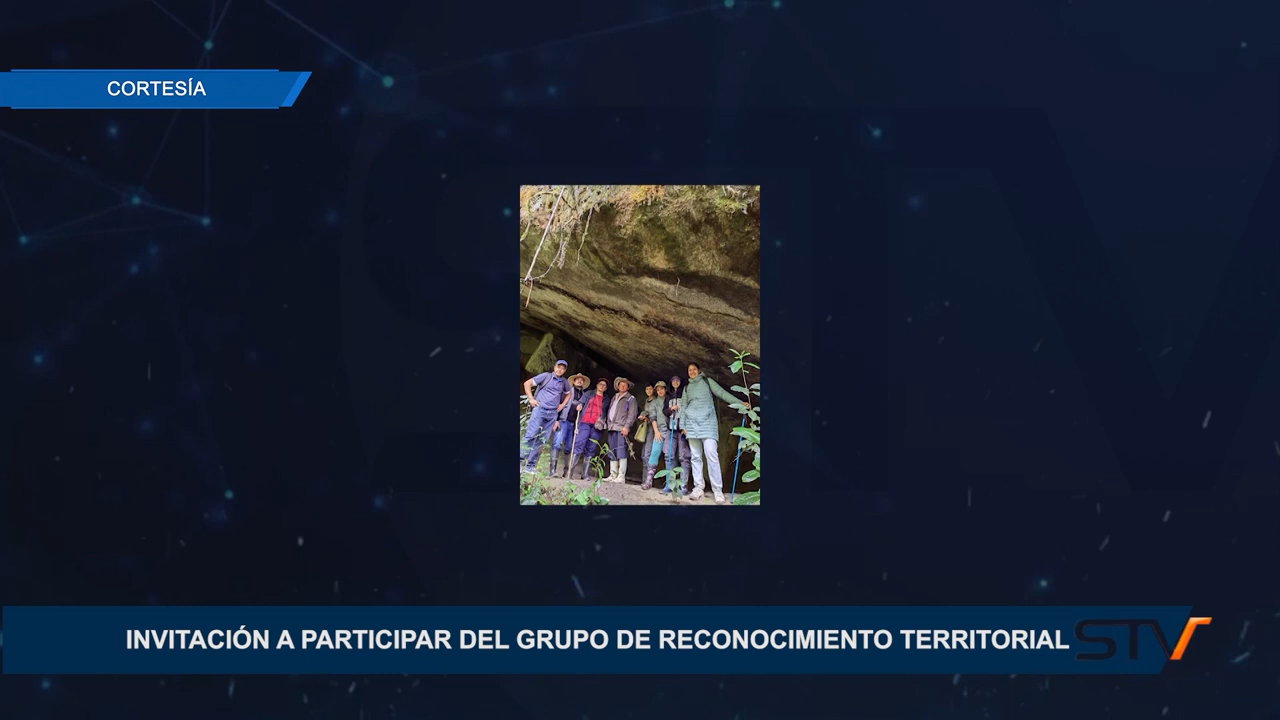 CORTESÍA
INVITACIÓN A PARTICIPAR DEL GRUPO DE RECONOCIMIENTO TERRITORIAL
STV